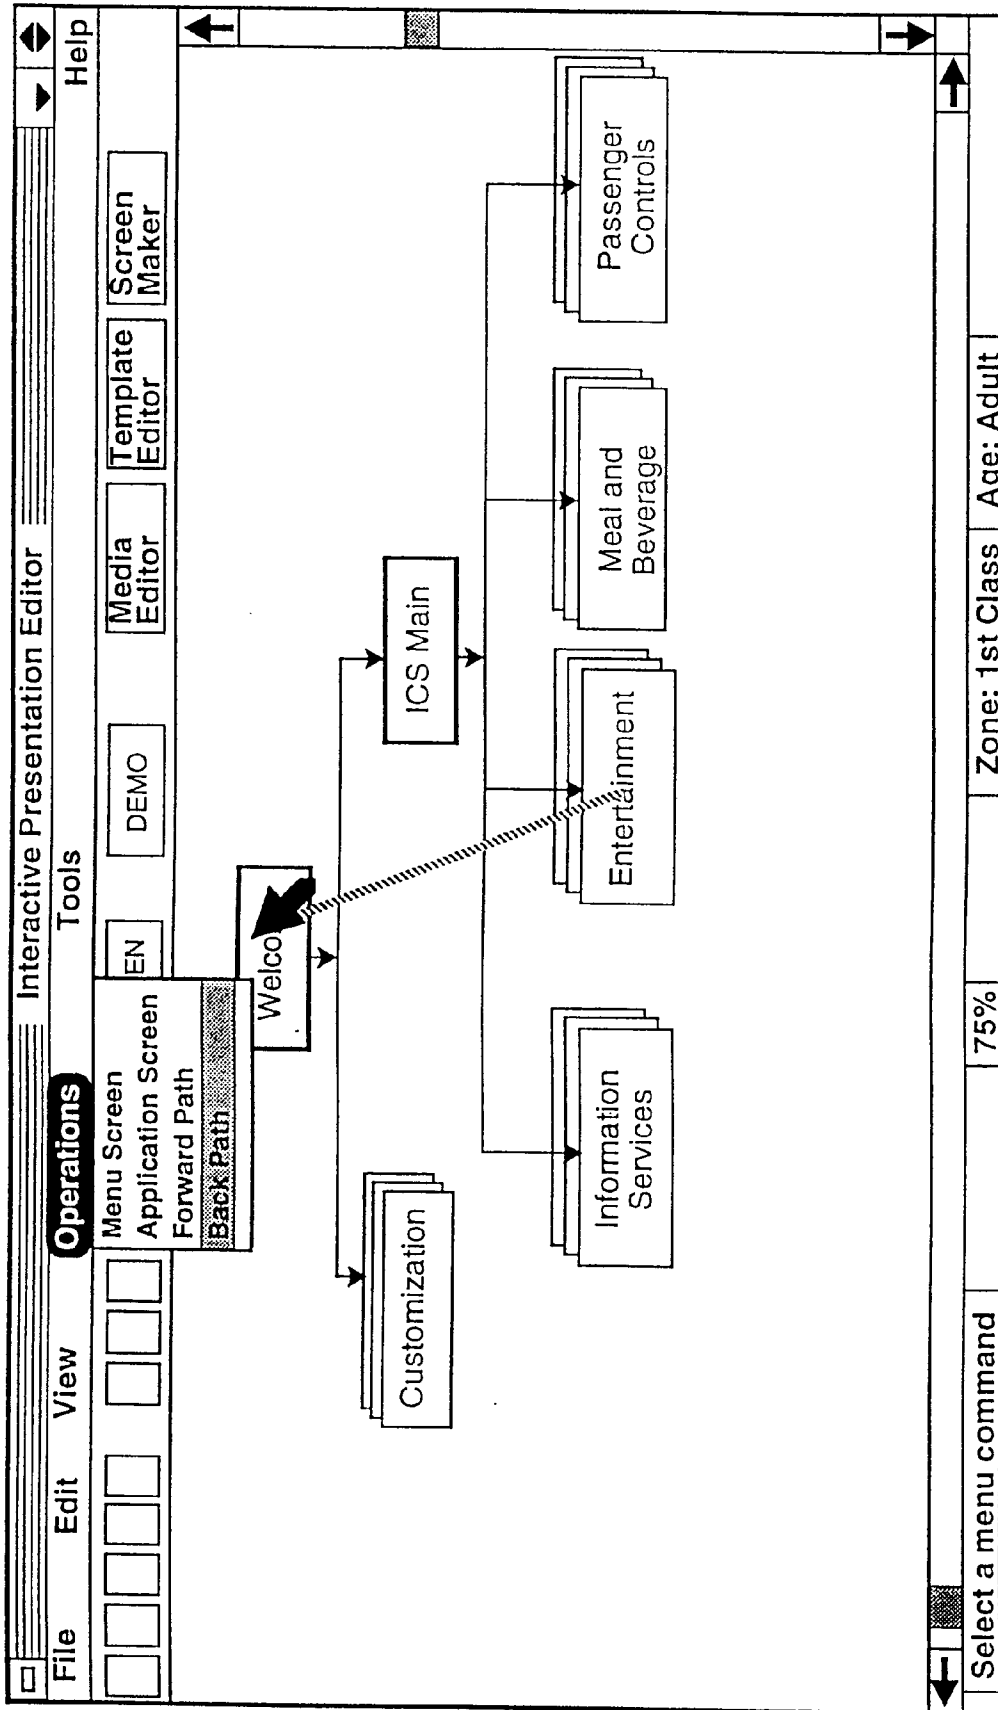 Interactive Presentation Editor
File Edit View Operations Tools Help
Menu Screen
Application Screen
Forward Path
Back Path
EN
DEMO
Media
Editor
Template
Editor
Screen
Maker
Welco
Customization
ICS Main
Information
Services
Entertainment
Meal and
Beverage
Passenger
Controls
Select a menu command 75% Zone: 1st Class Age: Adult